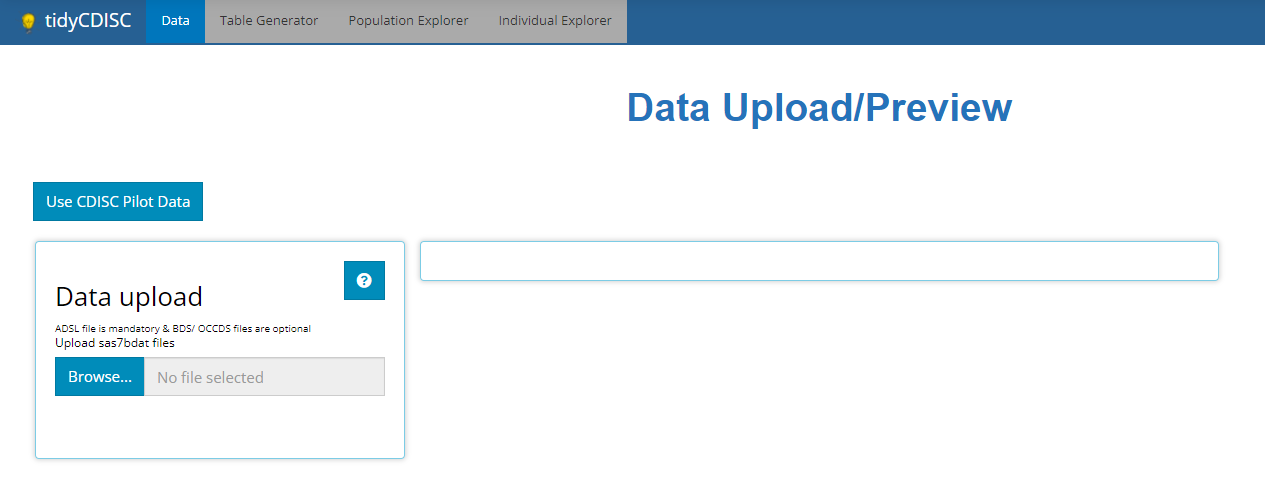 tidyCDISC Data Table Generator Population Explorer Individual Explorer
Data Upload/Preview
Use CDISC Pilot Data
?
Data upload
ADSL file is mandatory & BDS/ OCCDS files are optional
Upload sas7bdat files
Browse... No file selected